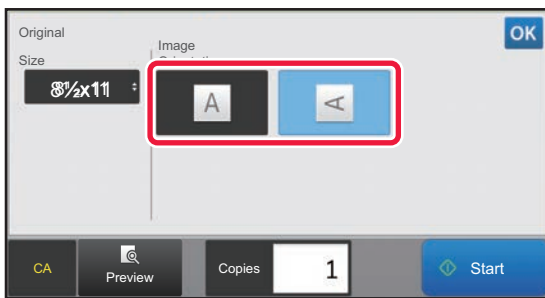 Original
Size
Image
8½x11
A
A
OK
CA
Preview
Copies
1
Start